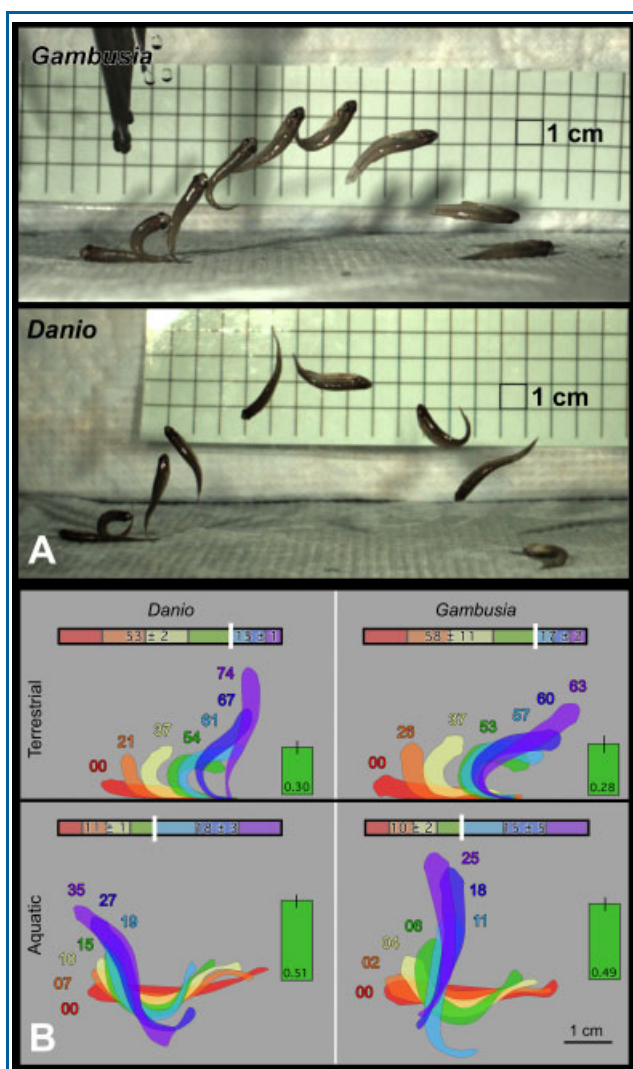 Gambusia
1 cm
Danio
1 cm
A
Danio
Gambusia
Terrestrial
53 ± 2
15 ± 1
74
67
61
54
37
21
00
0.30
58 ± 11
17 ± 2
63
60
57
53
37
26
00
0.28
Aquatic
11 ± 1
18 ± 3
35
27
19
15
10
07
00
0.51
10 ± 2
15 ± 5
25
18
11
06
04
02
00
0.49
B
1 cm